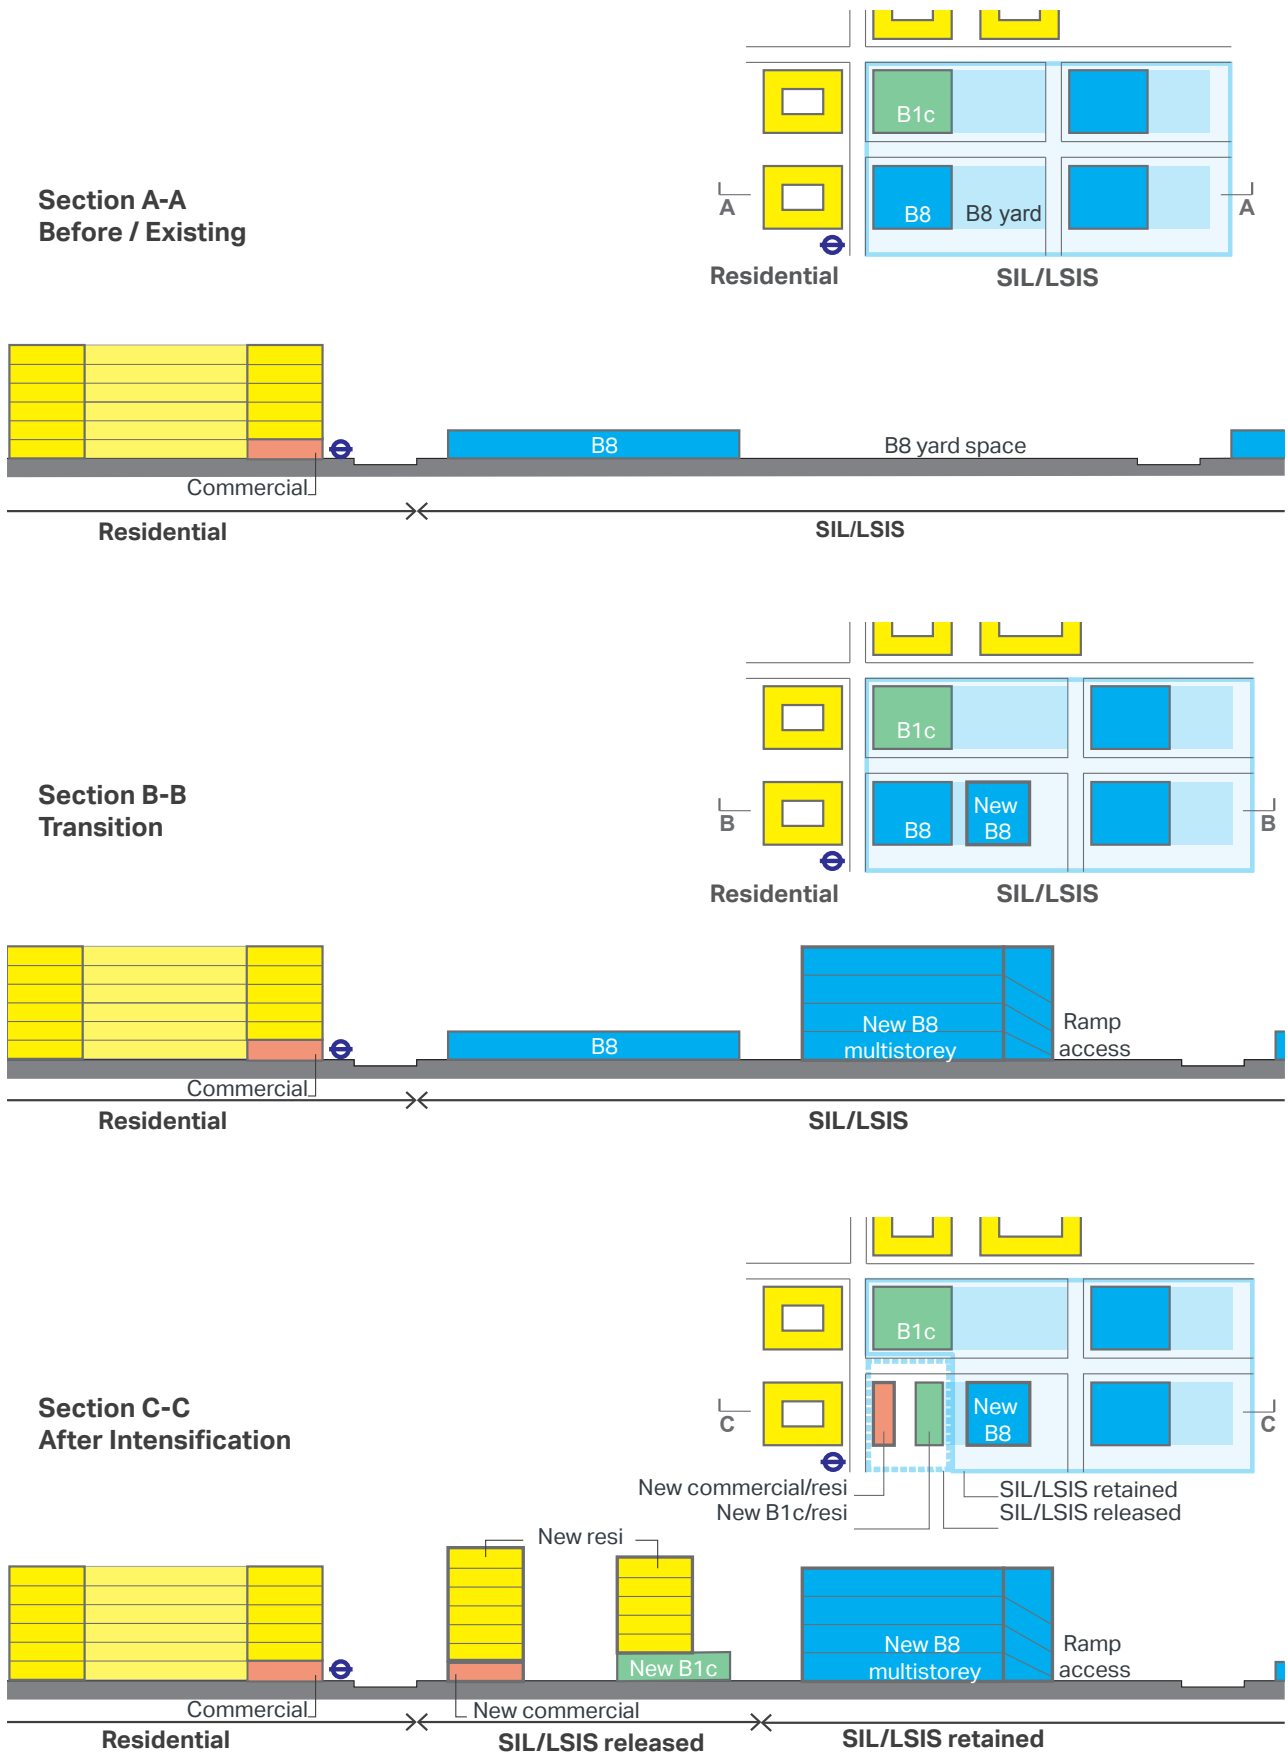 Section A-A
Before / Existing
B1c
B8
B8 yard
A
A
Residential
SIL/LSIS
B8
B8 yard space
Commercial
Residential
SIL/LSIS
Section B-B
Transition
B1c
B8
New
B8
B
B
Residential
SIL/LSIS
B8
New B8
multistorey
Ramp
access
Commercial
Residential
SIL/LSIS
Section C-C
After Intensification
B1c
New
B8
C
C
New commercial/resi
New B1c/resi
SIL/LSIS retained
SIL/LSIS released
New resi
New B1c
New B8
multistorey
Ramp
access
Commercial
New commercial
Residential
SIL/LSIS released
SIL/LSIS retained